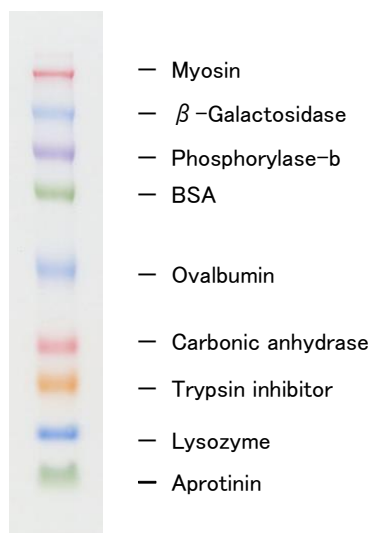 Myosin
β-Galactosidase
Phosphorylase-b
BSA
Ovalbumin
Carbonic anhydrase
Trypsin inhibitor
Lysozyme
Aprotinin